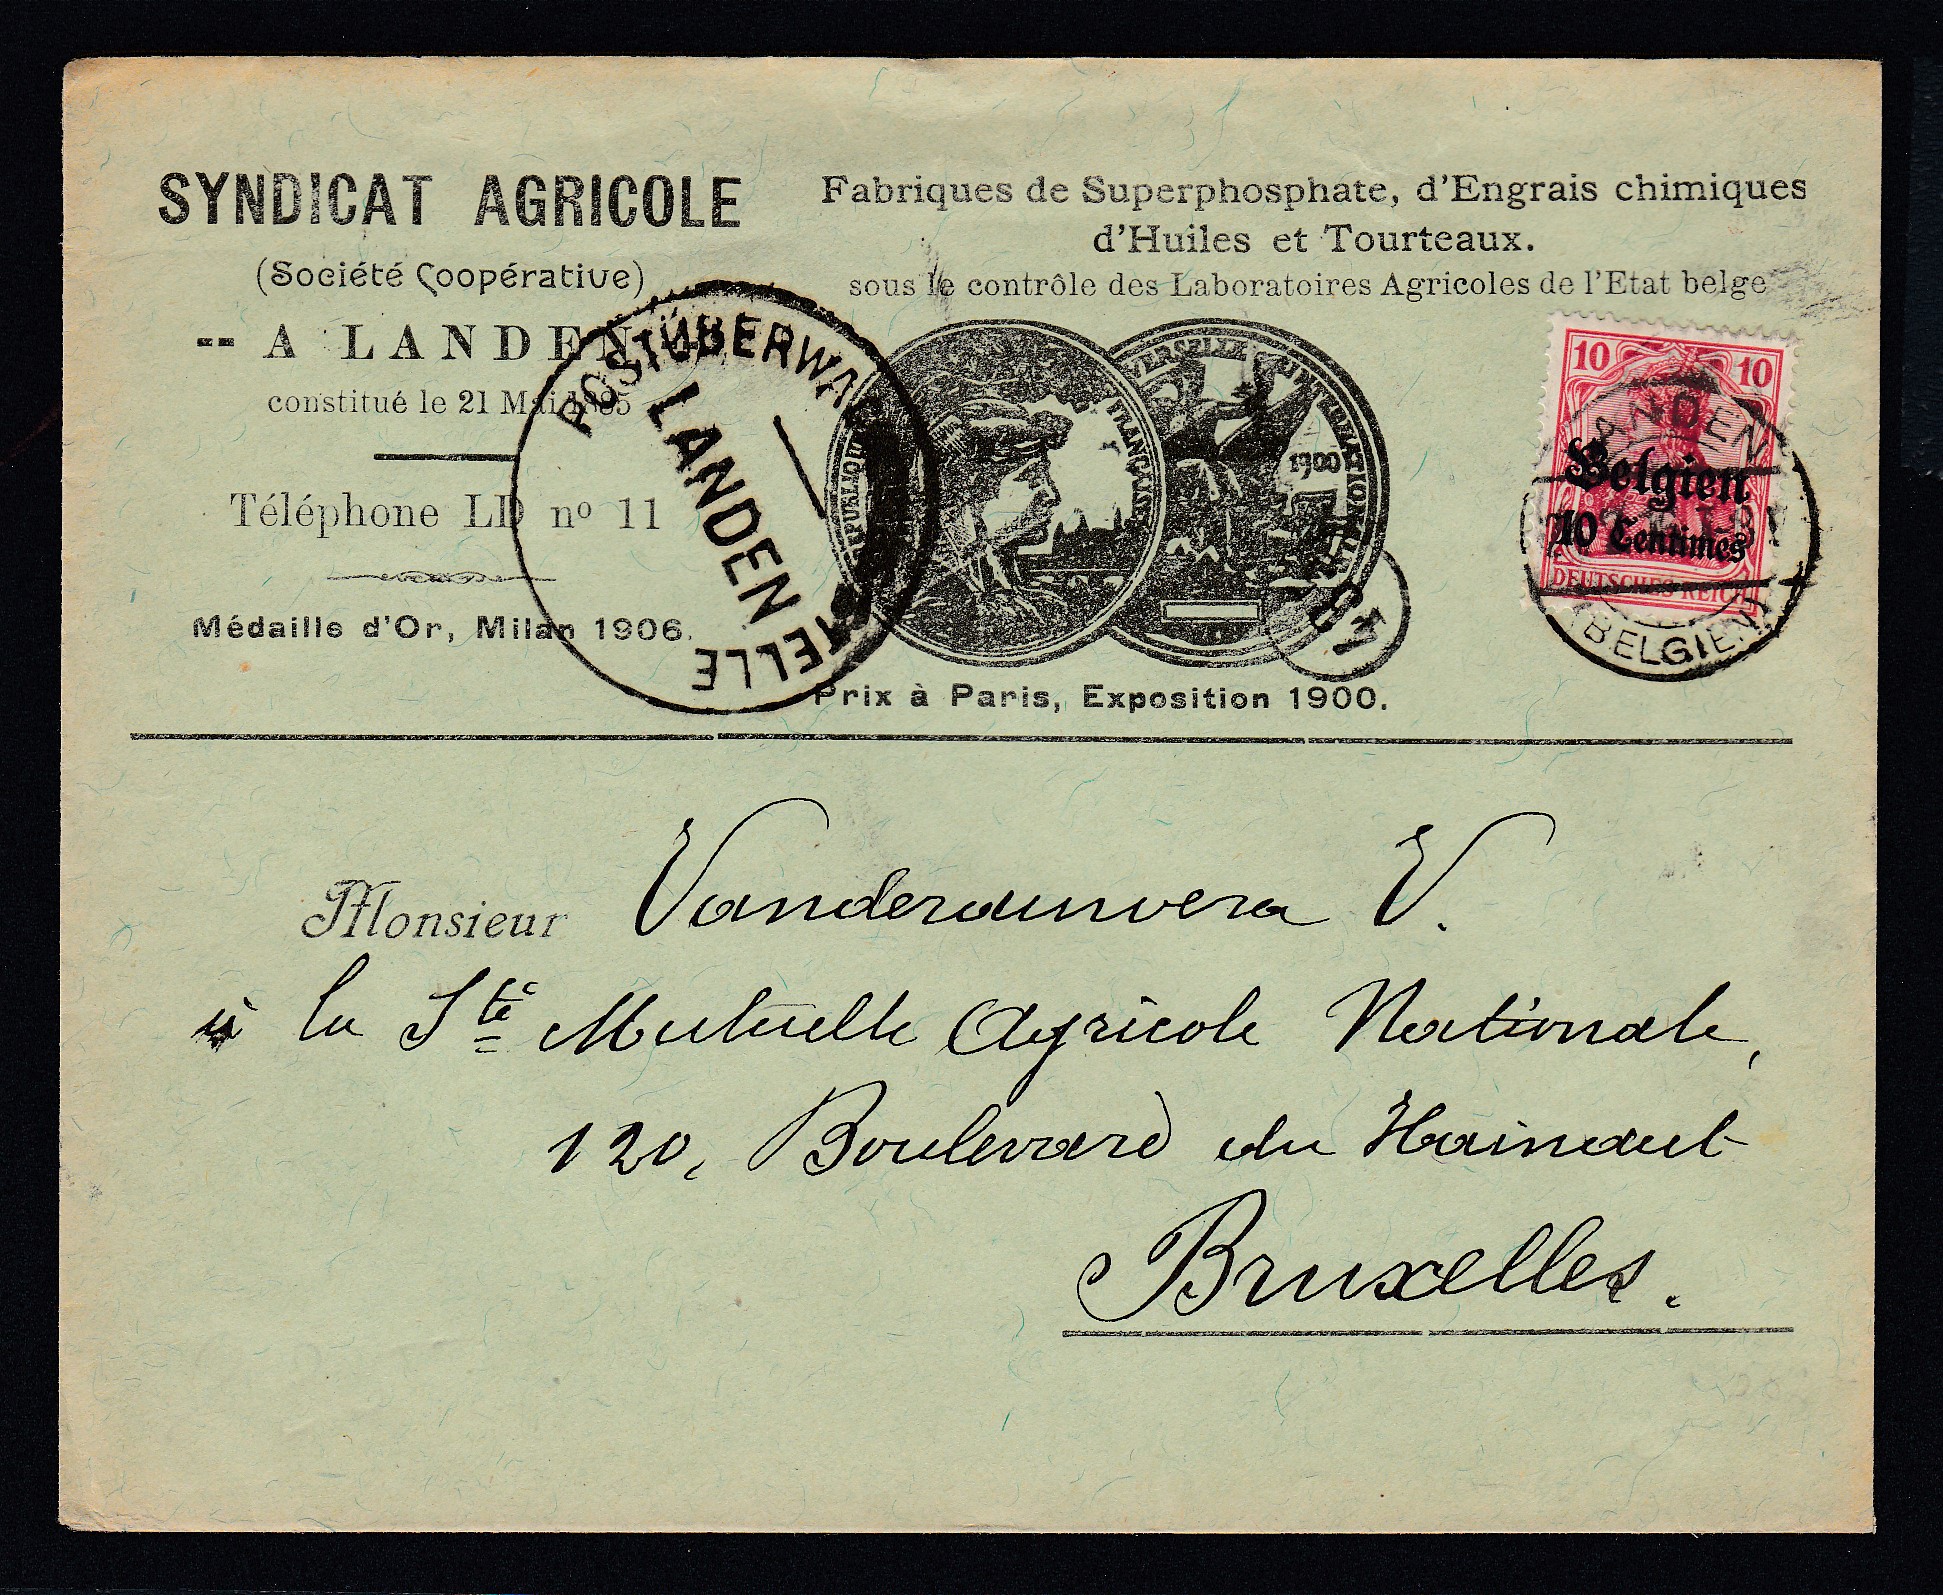 SYNDICAT AGRICOLE
(Société Coopérative)
-- A LANDEN
constitué le 21 Mai
Téléphone LD nº 11
Médaille d'Or, Milan 1906.
Fabriques de Superphosphate, d'Engrais chimiques
d'Huiles et Tourteaux.
sous le contrôle des Laboratoires Agricoles de l'Etat belge
POSTÜBERWA
LANDEN
TELLE
FRANÇAISE
1900
Prix à Paris, Exposition 1900.
10 10
Belgien
10 Centimes
DEUTSCHES REICH
LANDEN
(BELGIEN)
Monsieur Vanderauwera V.
à la Sté Mutuelle Agricole Nationale,
120, Boulevard du Hainaut
Bruxelles.